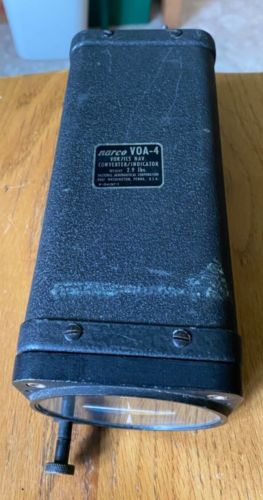 narco VOA-4
VOR/ILS NAV
CONVERTER/INDICATOR
WEIGHT 2.9 lbs.
NATIONAL AERONAUTICAL CORPORATION
FORT WASHINGTON, PENNA., U.S.A.